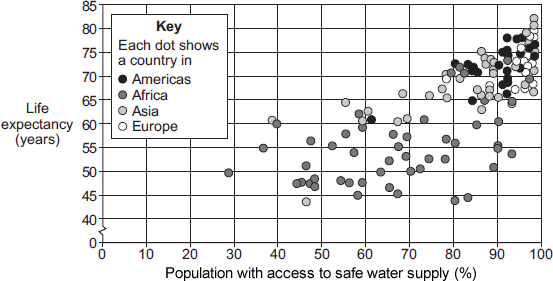 85
80
75
70
65
60
55
50
45
40
0
Life
expectancy
(years)
Key
Each dot shows
a country in
Americas
Africa
Asia
Europe
0 10 20 30 40 50 60 70 80 90 100
Population with access to safe water supply (%)